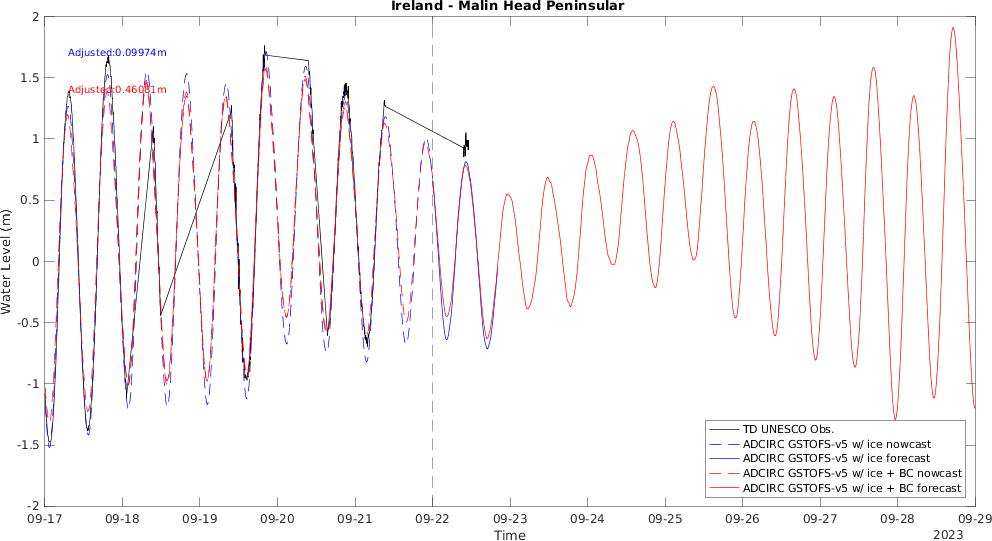 Ireland - Malin Head Peninsular
2
1.5
1
0.5
0
-0.5
-1
-1.5
-2
Water Level (m)
Adjusted:0.09974m
Adjusted:0.46081m
TD UNESCO Obs.
ADCIRC GSTOFS-v5 w/ ice nowcast
ADCIRC GSTOFS-v5 w/ ice forecast
ADCIRC GSTOFS-v5 w/ ice + BC nowcast
ADCIRC GSTOFS-v5 w/ ice + BC forecast
09-17 09-18 09-19 09-20 09-21 09-22 09-23 09-24 09-25 09-26 09-27 09-28 09-29
Time
2023